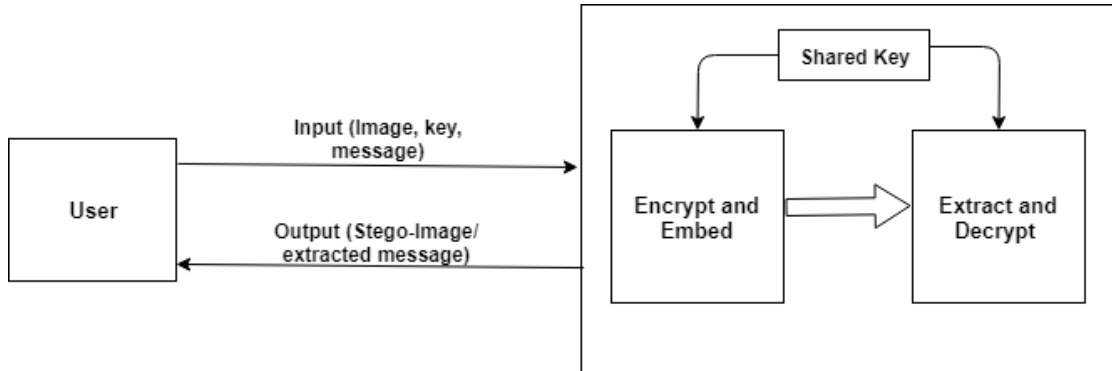 Shared Key
Input (Image, key,
message)
User
Output (Stego-Image/
extracted message)
Encrypt and
Embed
Extract and
Decrypt